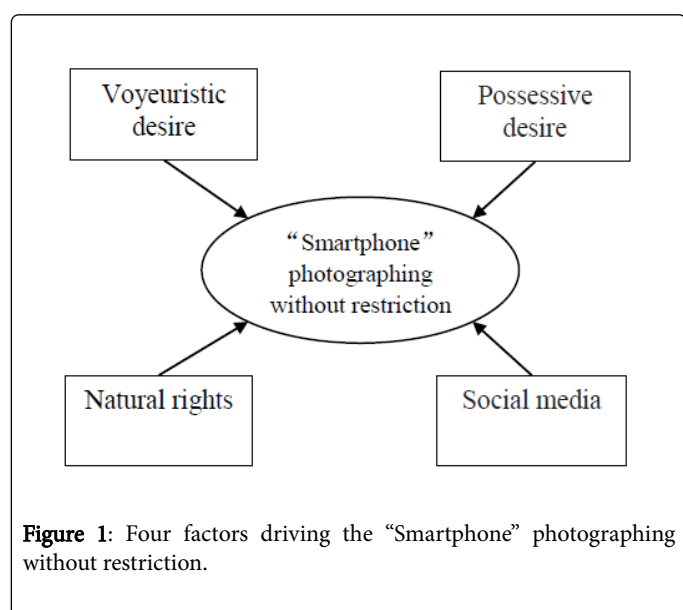 Voyeuristic
desire
Possessive
desire
“Smartphone”
photographing
without restriction
Natural rights
Social media
Figure 1: Four factors driving the “Smartphone” photographing
without restriction.